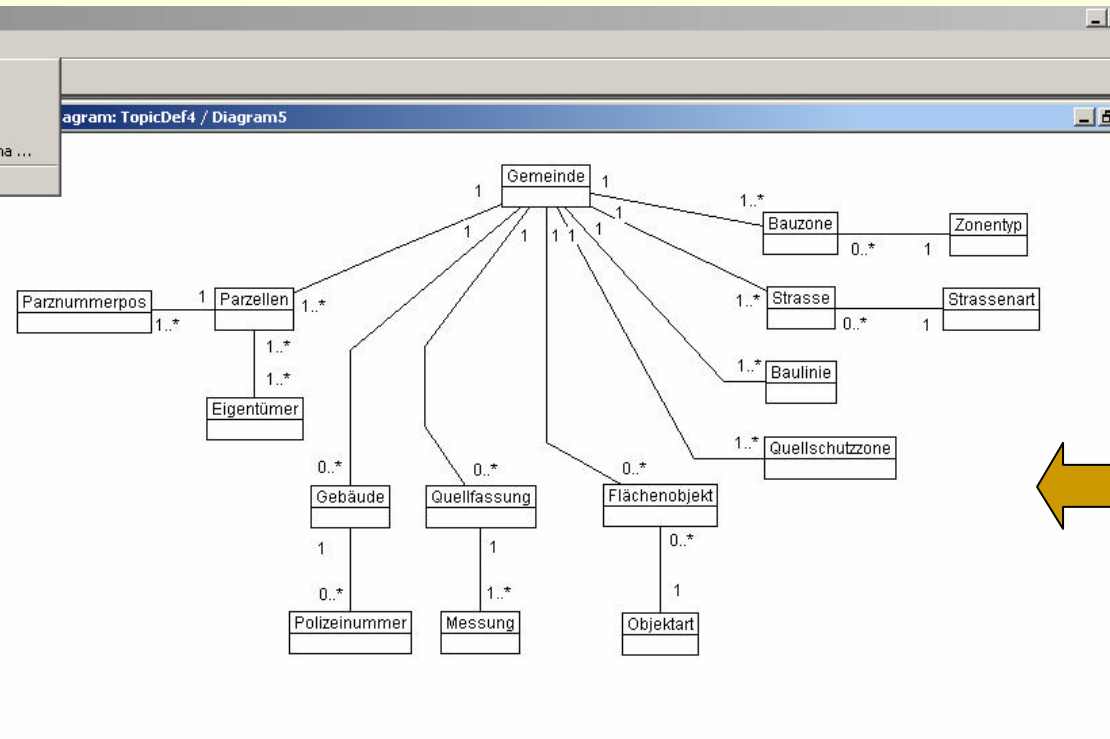 na ...
agram: TopicDef4 / Diagram5
Gemeinde
1
1
1
1
1
1
1
1
1
1..*
Bauzone
0..*
1
Zonentyp
Parznummerpos
1..*
1
Parzellen
1..*
1..*
Strasse
0..*
1
Strassenart
1..*
1..*
Eigentümer
1..*
Baulinie
1..*
Quellschutzzone
0..*
Gebäude
0..*
Quellfassung
0..*
Flächenobjekt
1
0..*
1
1..*
0..*
1
Polizeinummer
Messung
Objektart